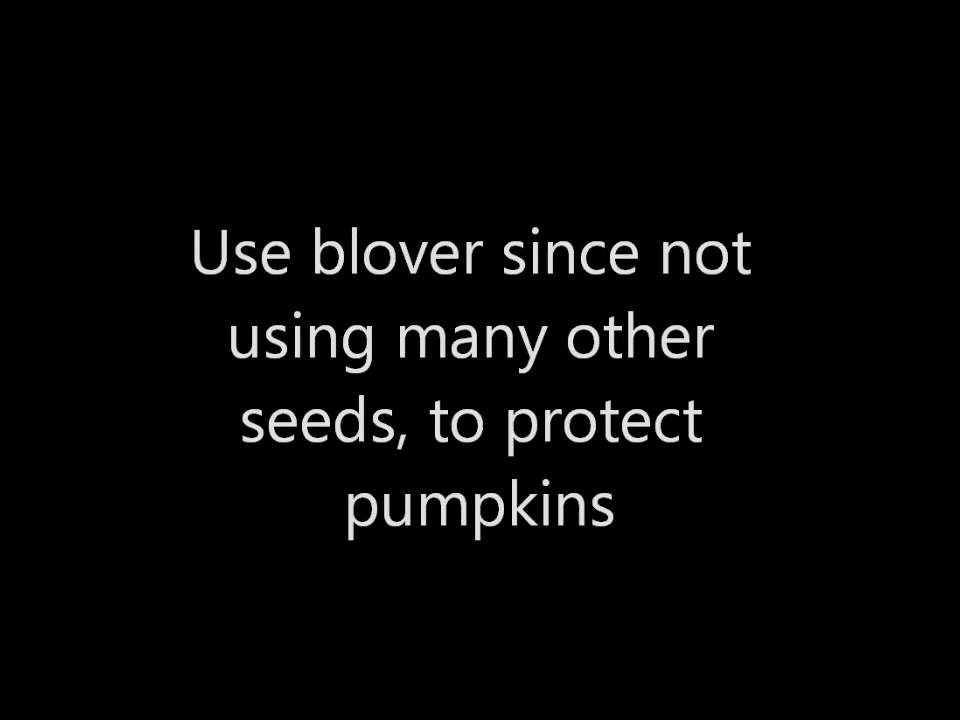 Use blover since not
using many other
seeds, to protect
pumpkins